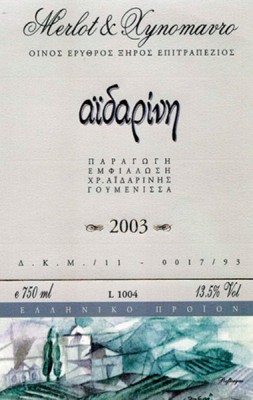 Merlot & Xynomavro
ΟΙΝΟΣ ΕΡΥΘΡΟΣ ΞΗΡΟΣ ΕΠΙΤΡΑΠΕΖΙΟΣ
αϊδαρίνη
ΠΑΡΑΓΩΓΗ
ΕΜΦΙΑΛΩΣΗ
ΧΡ. ΑΪΔΑΡΙΝΗΣ
ΓΟΥΜΕΝΙΣΣΑ
2003
Δ.Κ.Μ./11 - 0017/93
e 750 ml L 1004 13.5% Vol
ΕΛΛΗΝΙΚΟ ΠΡΟΪΟΝ